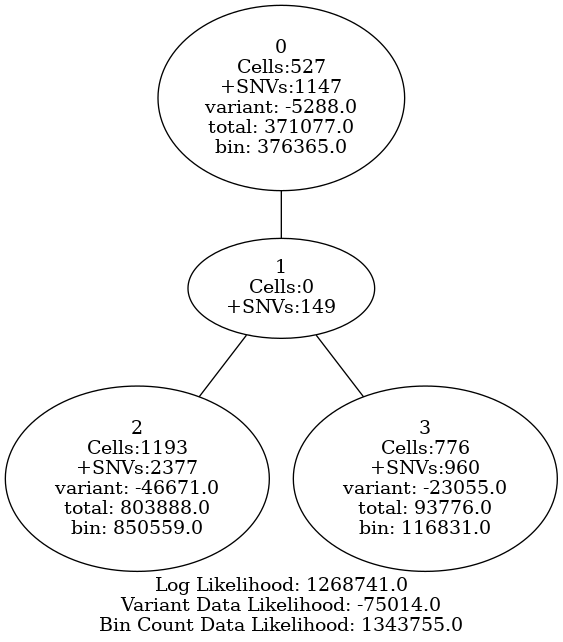 0
Cells:527
+SNVs:1147
variant: -5288.0
total: 371077.0
bin: 376365.0
1
Cells:0
+SNVs:149
2
Cells:1193
+SNVs:2377
variant: -46671.0
total: 803888.0
bin: 850559.0
3
Cells:776
+SNVs:960
variant: -23055.0
total: 93776.0
bin: 116831.0
Log Likelihood: 1268741.0
Variant Data Likelihood: -75014.0
Bin Count Data Likelihood: 1343755.0